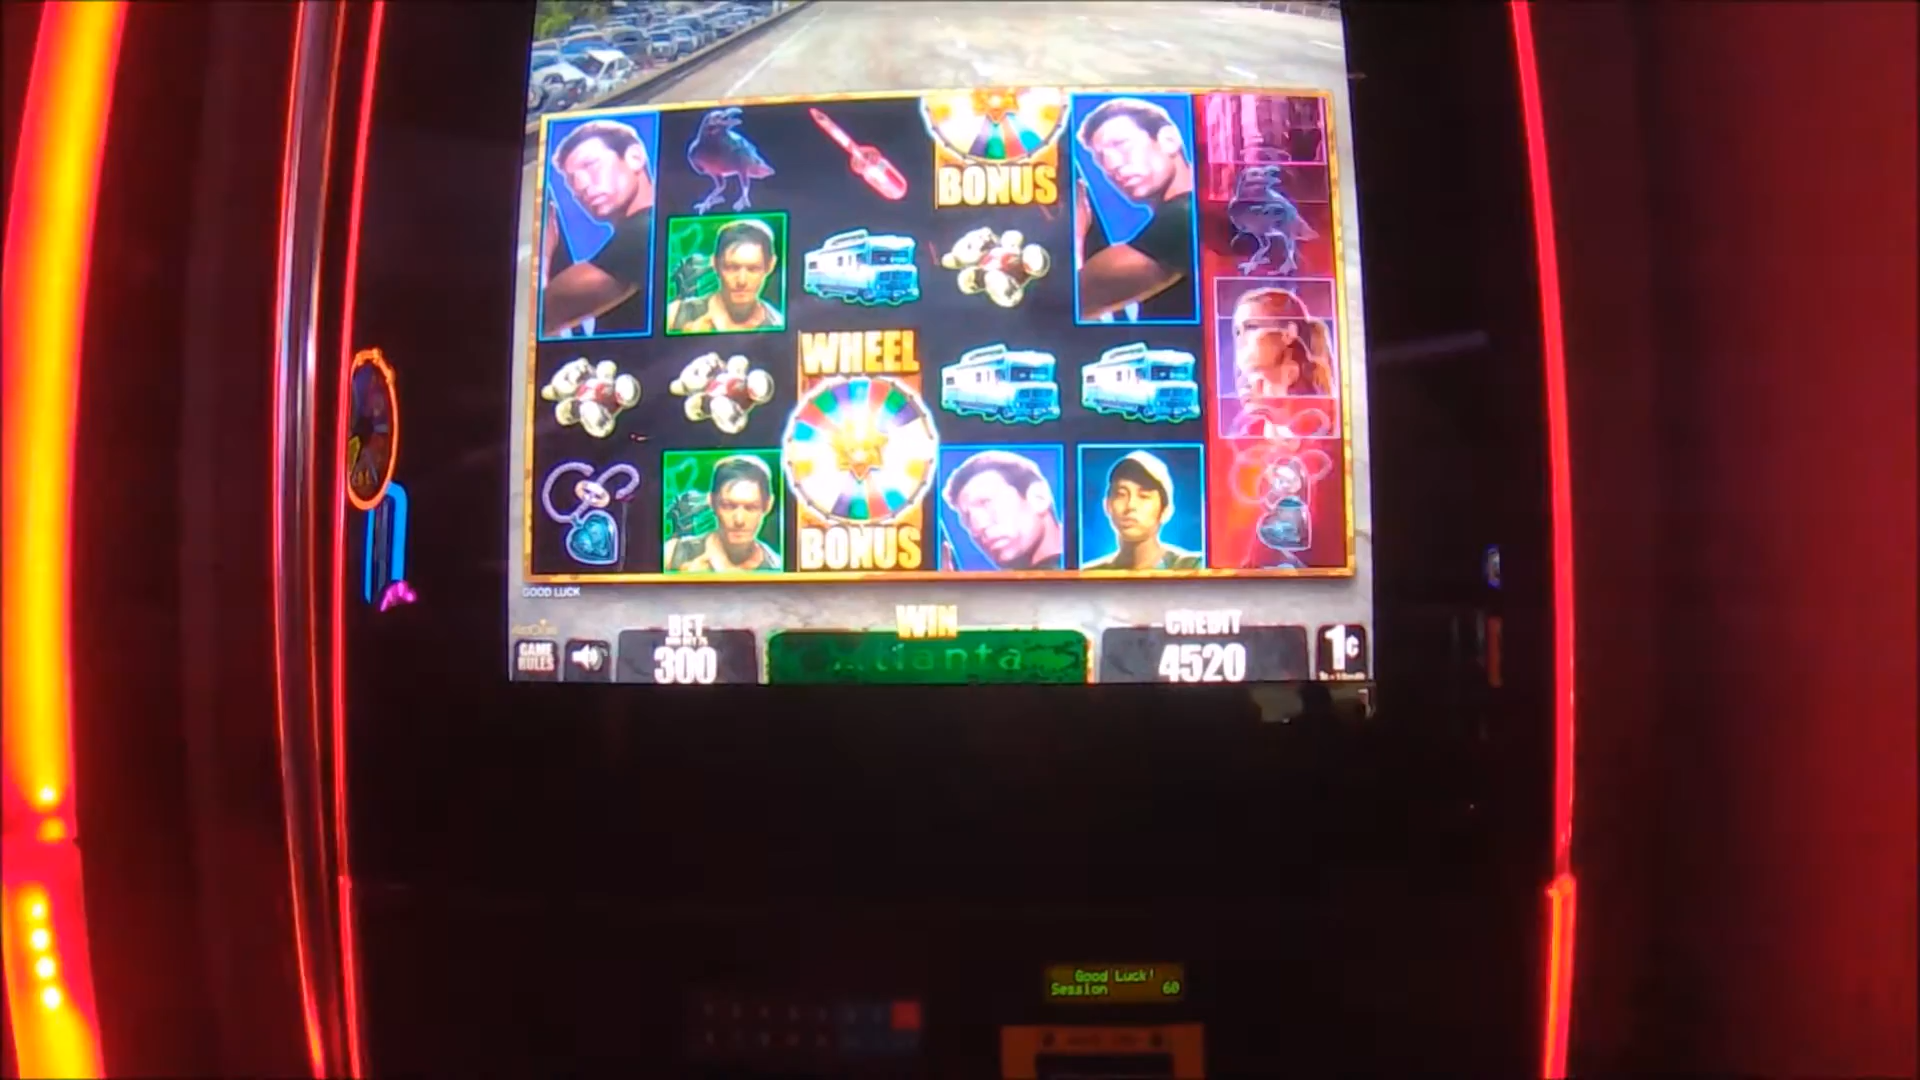 BONUS
WHEEL
BONUS
GOOD LUCK
GAME
RULES
BET
300
WIN
Atlanta
CREDIT
4520
1¢
Good Luck!
Session 60